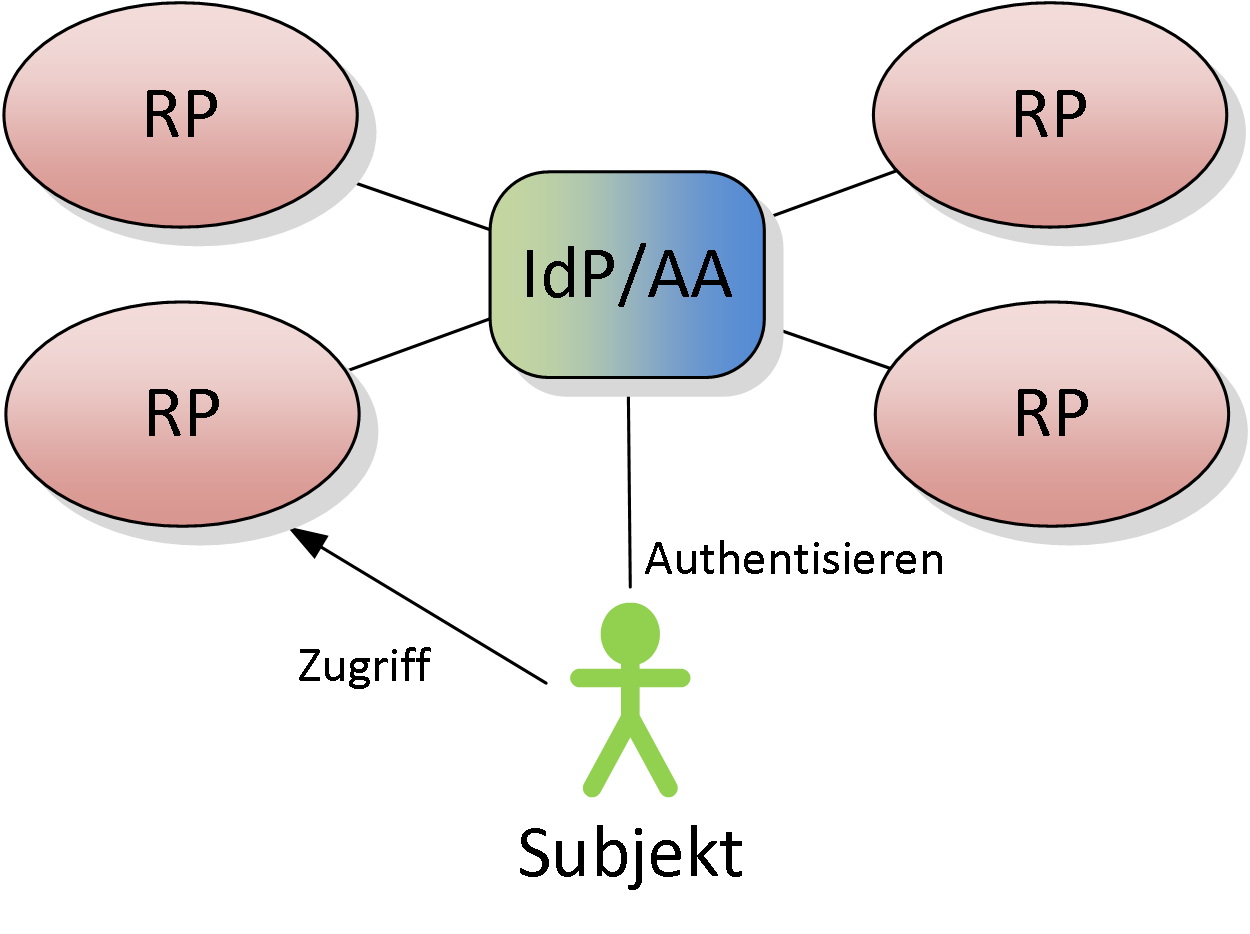 RP
RP
IdP/AA
RP
RP
Authentisieren
Zugriff
Subjekt